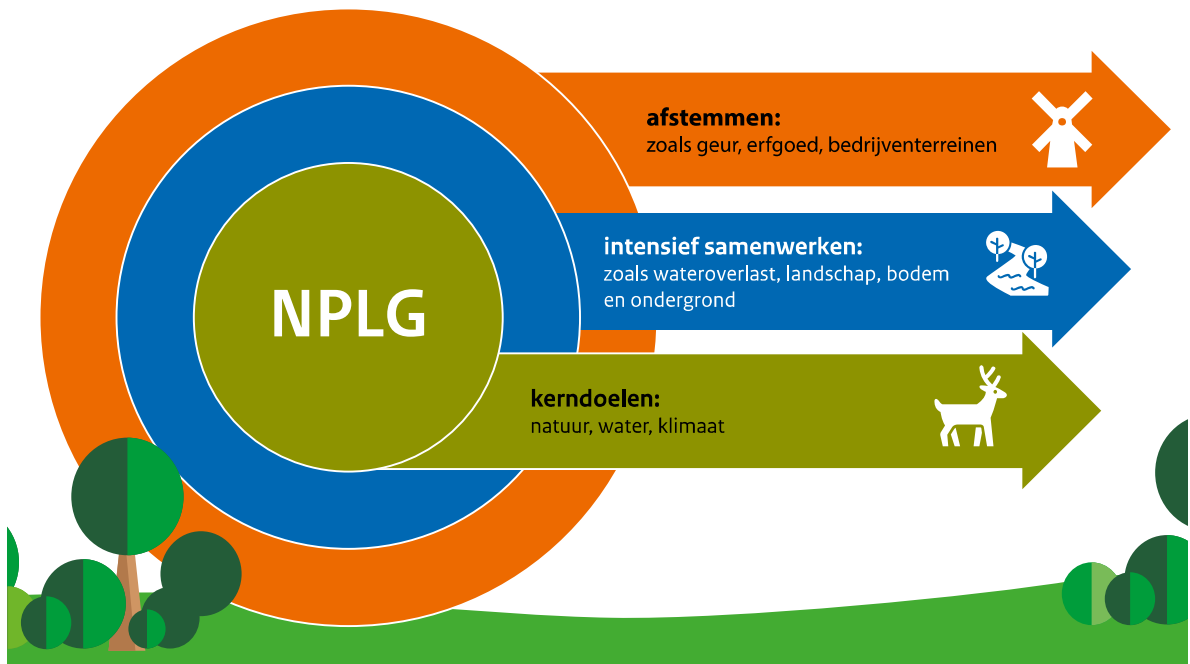 afstemmen:
zoals geur, erfgoed, bedrijventerreinen
intensief samenwerken:
zoals wateroverlast, landschap, bodem
en ondergrond
NPLG
kerndoelen:
natuur, water, klimaat